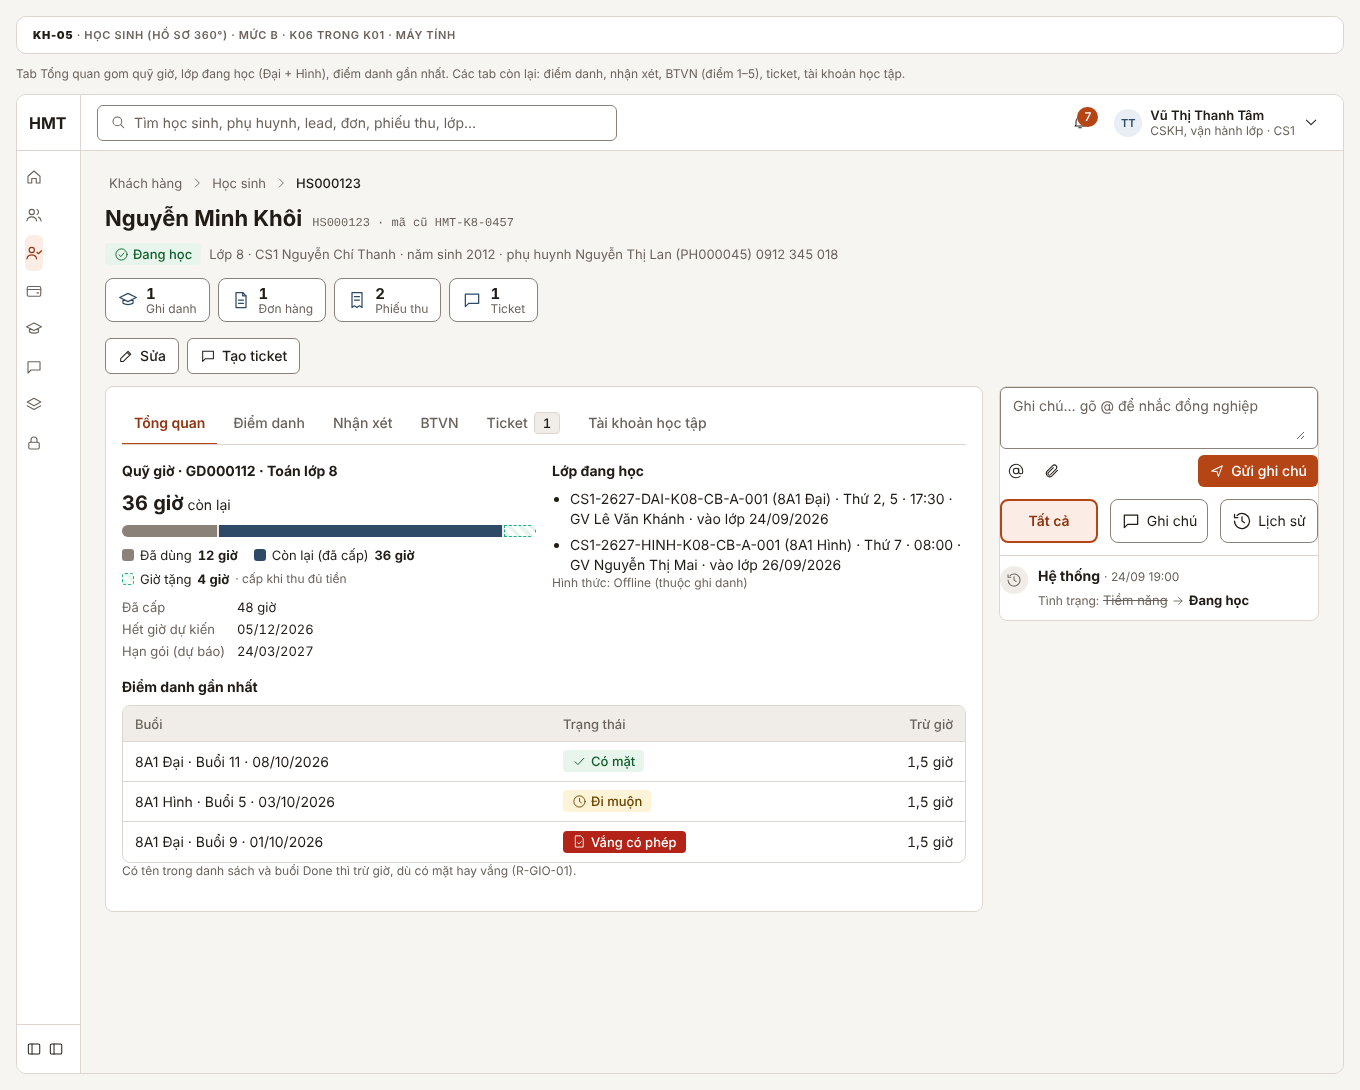 KH-05 · HỌC SINH (HỒ SƠ 360°) · MỨC B · K06 TRONG K01 · MÁY TÍNH
Tab Tổng quan gom quỹ giờ, lớp đang học (Đại + Hình), điểm danh gần nhất. Các tab còn lại: điểm danh, nhận xét, BTVN (điểm 1–5), ticket, tài khoản học tập.
HMT
Tìm học sinh, phụ huynh, lead, đơn, phiếu thu, lớp...
7
TT
Vũ Thị Thanh Tâm
CSKH, vận hành lớp · CS1
Khách hàng
Học sinh
HS000123
Nguyễn Minh Khôi HS000123 · mã cũ HMT-K8-0457
Đang học Lớp 8 · CS1 Nguyễn Chí Thanh · năm sinh 2012 · phụ huynh Nguyễn Thị Lan (PH000045) 0912 345 018
1
Ghi danh
1
Đơn hàng
2
Phiếu thu
1
Ticket
Sửa
Tạo ticket
Tổng quan
Điểm danh
Nhận xét
BTVN
Ticket 1
Tài khoản học tập
Quỹ giờ · GD000112 · Toán lớp 8
36 giờ còn lại
Đã dùng 12 giờ
Còn lại (đã cấp) 36 giờ
Giờ tặng 4 giờ · cấp khi thu đủ tiền
Đã cấp 48 giờ
Hết giờ dự kiến 05/12/2026
Hạn gói (dự báo) 24/03/2027
Lớp đang học
CS1-2627-DAI-K08-CB-A-001 (8A1 Đại) · Thứ 2, 5 · 17:30 ·
GV Lê Văn Khánh · vào lớp 24/09/2026
CS1-2627-HINH-K08-CB-A-001 (8A1 Hình) · Thứ 7 · 08:00 ·
GV Nguyễn Thị Mai · vào lớp 26/09/2026
Hình thức: Offline (thuộc ghi danh)
Điểm danh gần nhất
Buổi Trạng thái Trừ giờ
8A1 Đại · Buổi 11 · 08/10/2026 Có mặt 1,5 giờ
8A1 Hình · Buổi 5 · 03/10/2026 Đi muộn 1,5 giờ
8A1 Đại · Buổi 9 · 01/10/2026 Vắng có phép 1,5 giờ
Có tên trong danh sách và buổi Done thì trừ giờ, dù có mặt hay vắng (R-GIO-01).
Ghi chú... gõ @ để nhắc đồng nghiệp
Gửi ghi chú
Tất cả
Ghi chú
Lịch sử
Hệ thống · 24/09 19:00
Tình trạng: Tiềm năng → Đang học